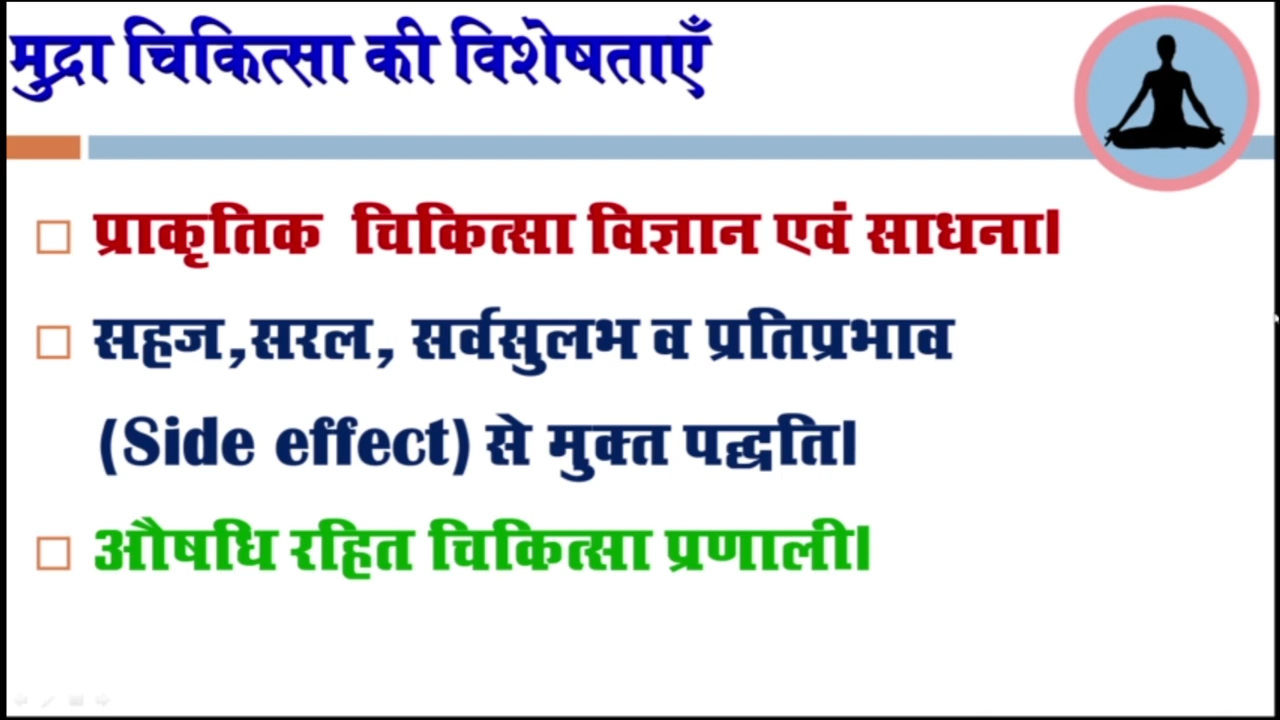 मुद्रा चिकित्सा की विशेषताएँ
प्राकृतिक चिकित्सा विज्ञान एवं साधना।
सहज,सरल, सर्वसुलभ व प्रतिप्रभाव
(Side effect) से मुक्त पद्धति।
औषधि रहित चिकित्सा प्रणाली।